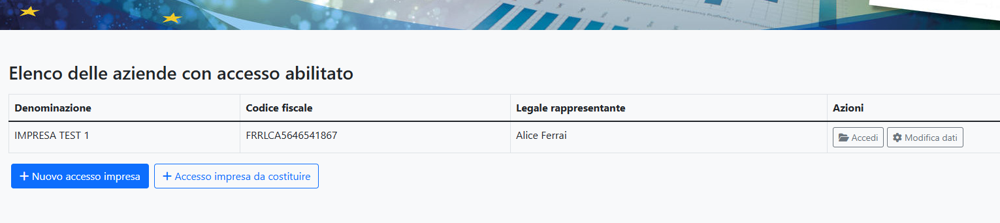 Elenco delle aziende con accesso abilitato
Denominazione Codice fiscale Legale rappresentante Azioni
IMPRESA TEST 1 FRRLCA5646541867 Alice Ferrai Accedi Modifica dati
+ Nuovo accesso impresa + Accesso impresa da costituire